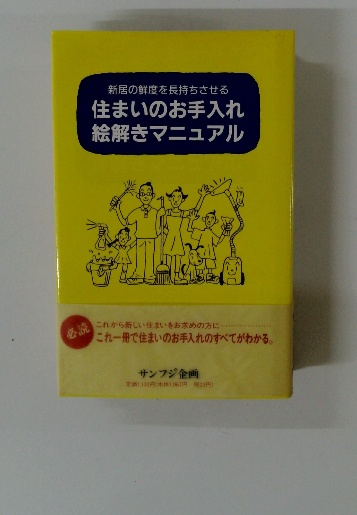 新居の鮮度を長持ちさせる
住まいのお手入れ
絵解きマニュアル
必読
これから新しい住まいをお求めの方に
これ一冊で住まいのお手入れのすべてがわかる。
サンフジ企画